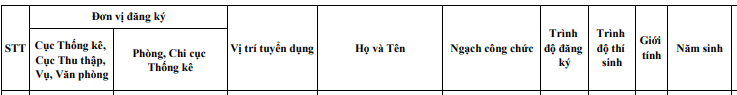 STT
Đơn vị đăng ký
Cục Thống kê,
Cục Thu thập,
Vụ, Văn phòng
Phòng, Chi cục
Thống kê
Vị trí tuyển dụng
Họ và Tên
Ngạch công chức
Trình
độ đăng
ký
Trình
độ thí
sinh
Giới
tính
Năm sinh